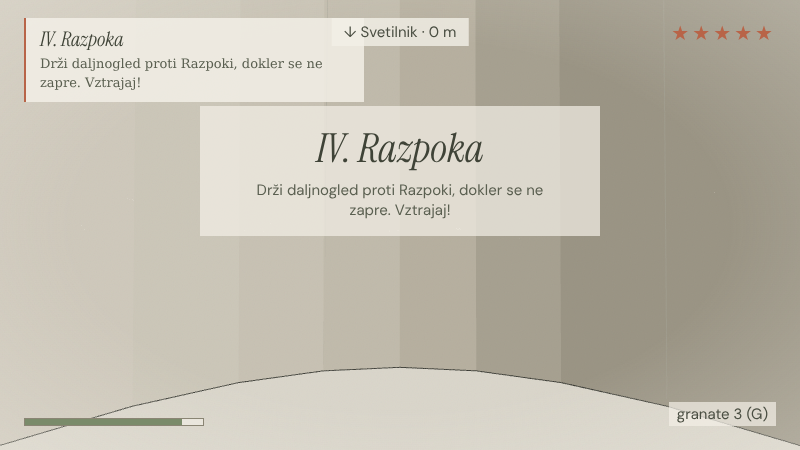 IV. Razpoka
Drži daljnogled proti Razpoki, dokler se ne
zapre. Vztrajaj!
↓ Svetilnik · 0 m
★★★★★
IV. Razpoka
Drži daljnogled proti Razpoki, dokler se ne
zapre. Vztrajaj!
granate 3 (G)